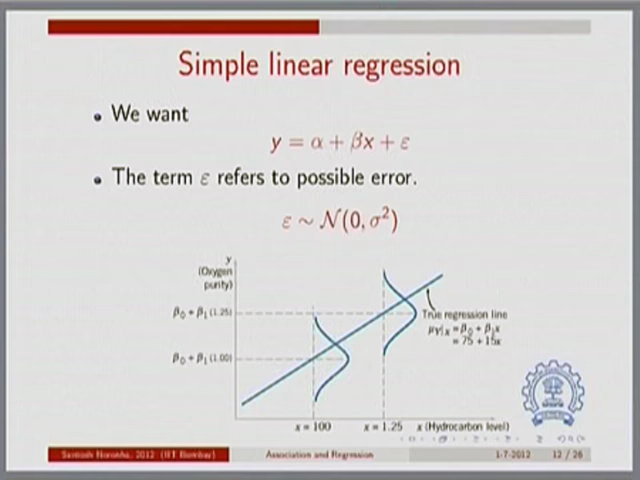 Simple linear regression
We want
y = α + βx + ε
The term ε refers to possible error.
ε ~ N(0, σ²)
y
(Oxygen
purity)
β₀ + β₁ (1.25)
β₀ + β₁ (1.00)
True regression line
μY|x = β₀ + β₁x
= 75 + 15x
x = 100
x = 1.25
x (Hydrocarbon level)
Santosh Noronha, 2012 (IIT Bombay)
Association and Regression
1-7-2012
12 / 26